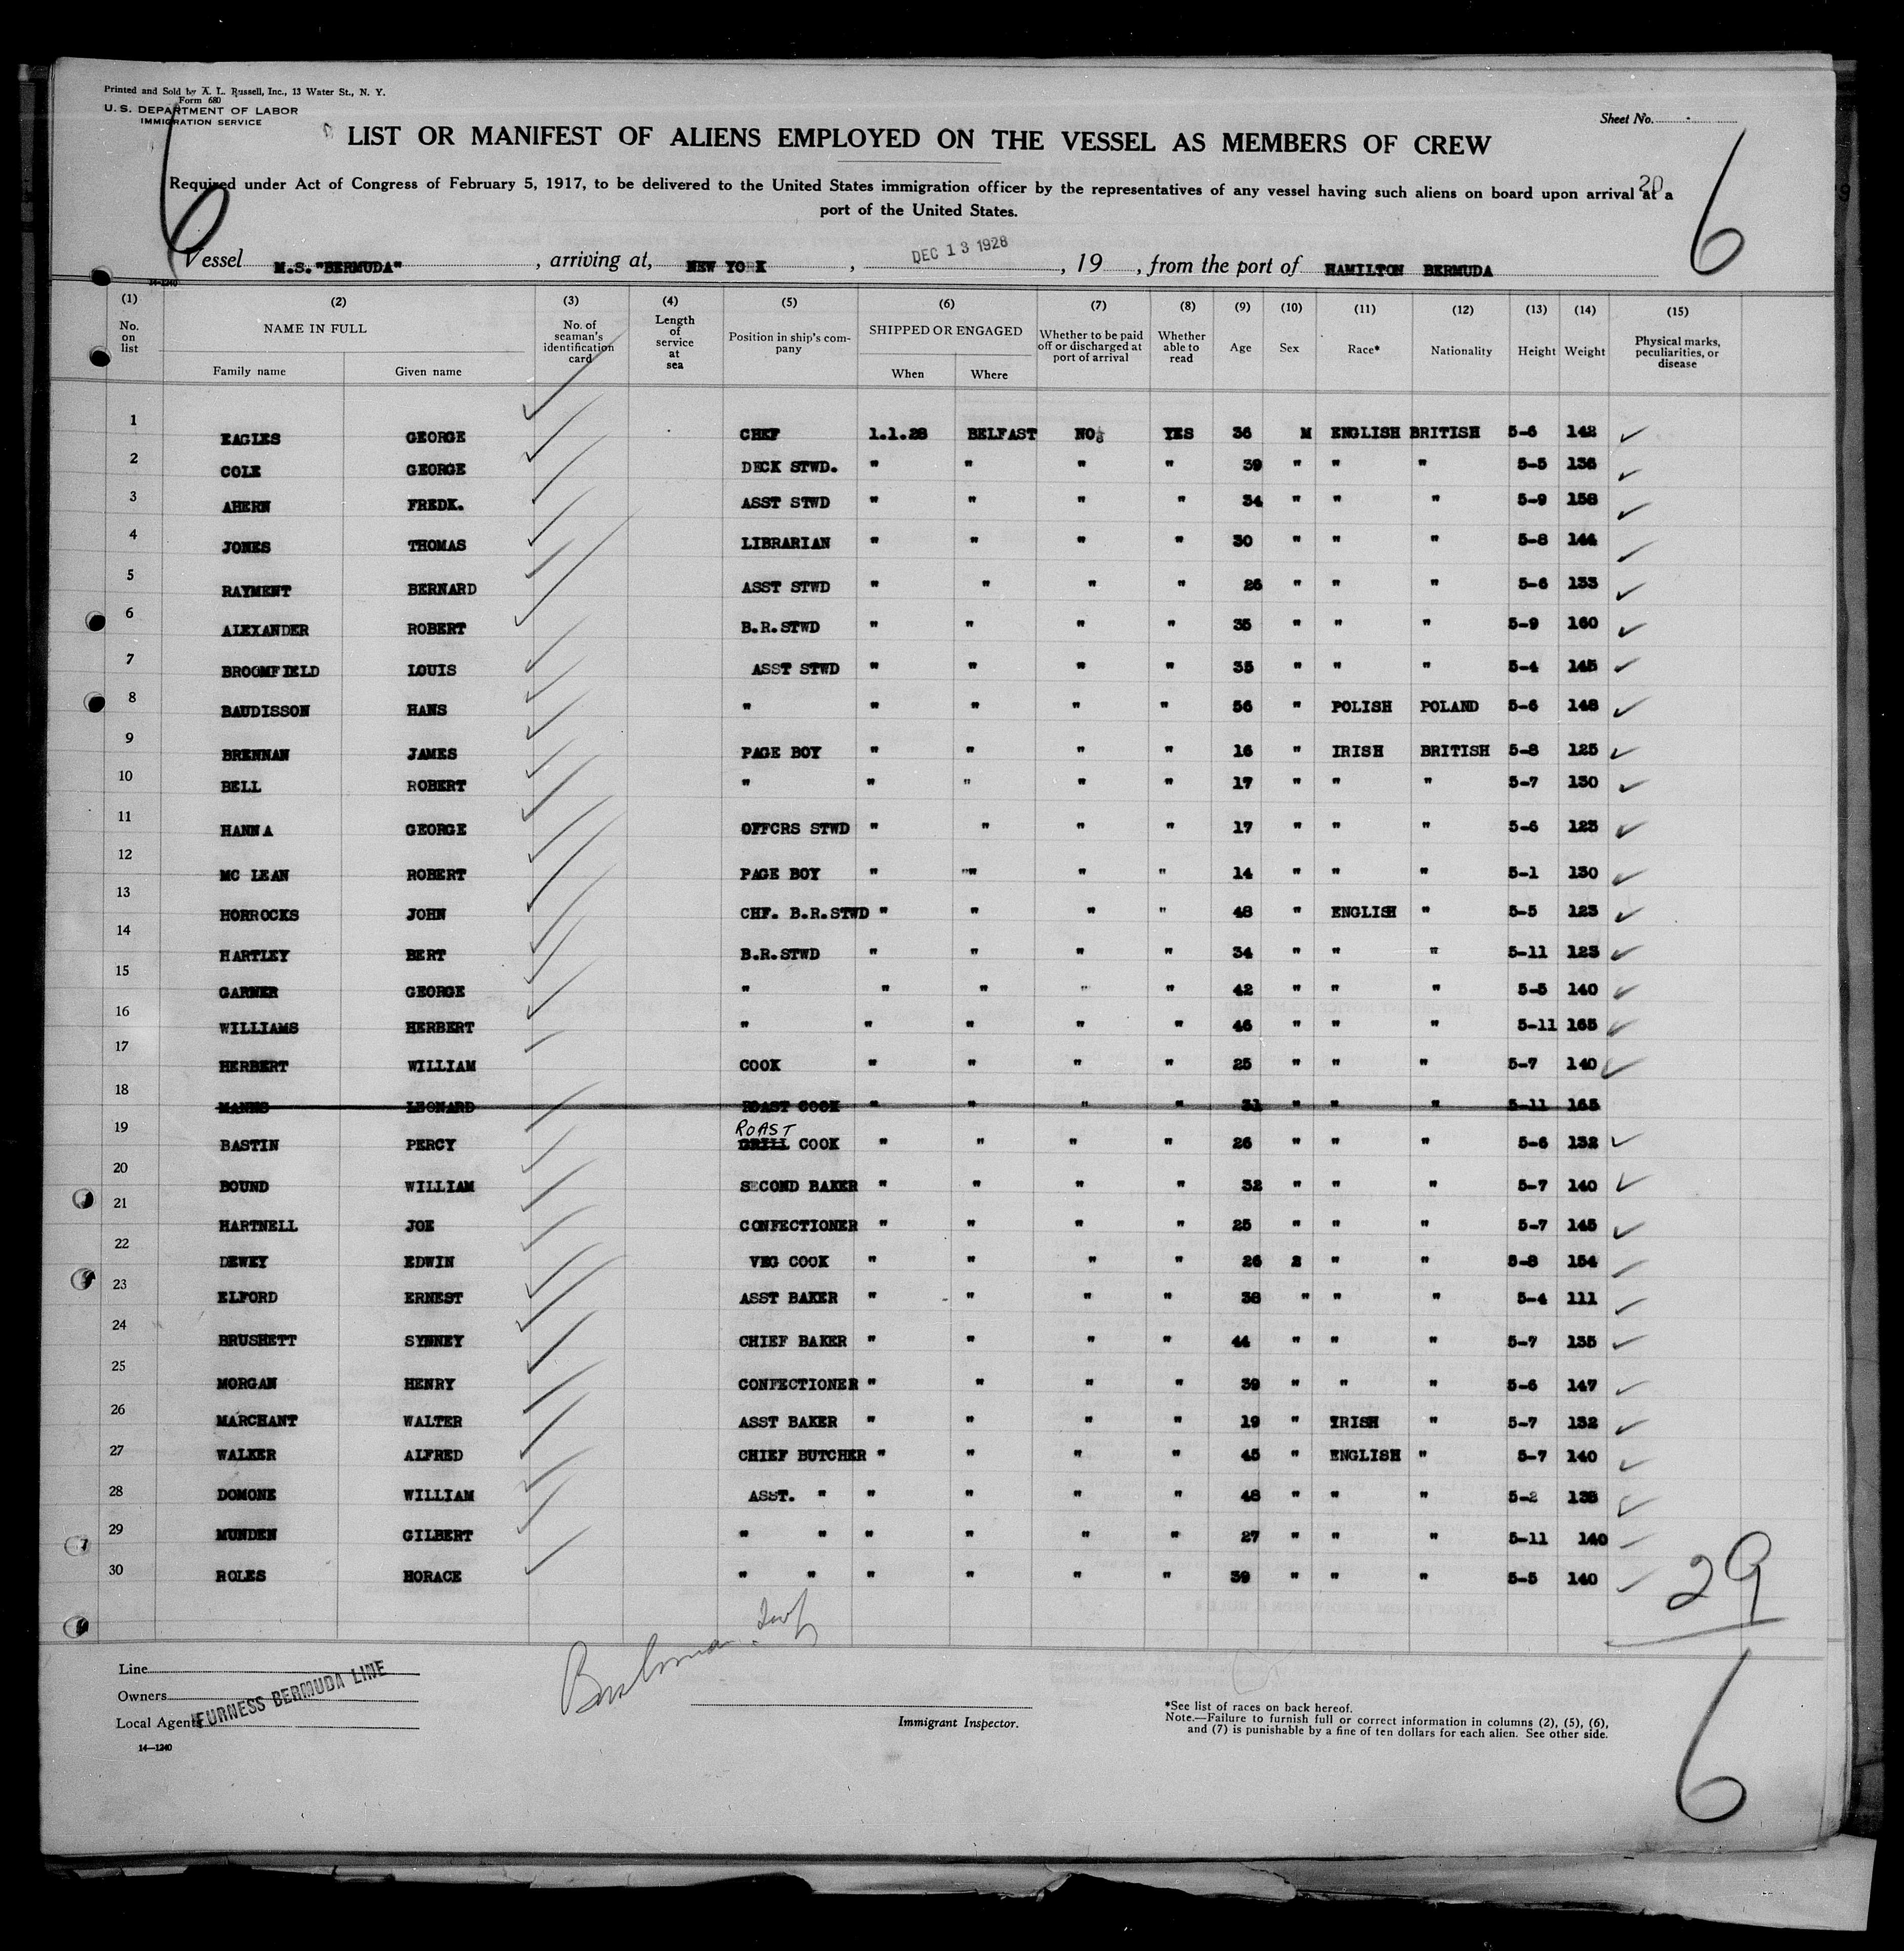 Printed and Sold by A. L. Russell, Inc., 13 Water St., N. Y.
Form 680
U. S. DEPARTMENT OF LABOR
IMMIGRATION SERVICE
Sheet No.
6
6
LIST OR MANIFEST OF ALIENS EMPLOYED ON THE VESSEL AS MEMBERS OF CREW
20
Required under Act of Congress of February 5, 1917, to be delivered to the United States immigration officer by the representatives of any vessel having such aliens on board upon arrival at a
port of the United States.
Vessel M.S."BERMUDA", arriving at, NEW YORK, DEC 13 1928, 19, from the port of HAMILTON BERMUDA
14-1240
(1) (2) (3) (4) (5) (6) (7) (8) (9) (10) (11) (12) (13) (14) (15)
No. on list NAME IN FULL Family name Given name No. of seaman's identification card Length of service at sea Position in ship's company SHIPPED OR ENGAGED When Where Whether to be paid off or discharged at port of arrival Whether able to read Age Sex Race* Nationality Height Weight Physical marks, peculiarities, or disease
1 EAGLES GEORGE CHEF 1.1.28 BELFAST NO YES 36 M ENGLISH BRITISH 5-6 142
2 COLE GEORGE DECK STWD. " " " " 39 " " " 5-5 136
3 AHERN FREDK. ASST STWD " " " " 34 " " " 5-9 158
4 JONES THOMAS LIBRARIAN " " " " 30 " " " 5-8 144
5 RAYMENT BERNARD ASST STWD " " " " 26 " " " 5-6 133
6 ALEXANDER ROBERT B.R.STWD " " " " 35 " " " 5-9 160
7 BROOMFIELD LOUIS ASST STWD " " " " 35 " " " 5-4 145
8 BAUDISSON HANS " " " " " 56 " POLISH POLAND 5-6 148
9 BRENNAN JAMES PAGE BOY " " " " 16 " IRISH BRITISH 5-8 125
10 BELL ROBERT " " " " " 17 " " " 5-7 130
11 HANNA GEORGE OFFCRS STWD " " " " 17 " " " 5-6 123
12 MC LEAN ROBERT PAGE BOY " "" " " 14 " " " 5-1 130
13 HORROCKS JOHN CHF. B.R.STWD " " " " 48 " ENGLISH " 5-5 123
14 HARTLEY BERT B.R.STWD " " " " 34 " " " 5-11 123
15 GARNER GEORGE " " " " " 42 " " " 5-5 140
16 WILLIAMS HERBERT " " " " " 46 " " " 5-11 165
17 HERBERT WILLIAM COOK " " " " 25 " " " 5-7 140
18 MANNS LEONARD ROAST COOK " " " " 31 " " " 5-11 165
ROAST
19 BASTIN PERCY GRILL COOK " " " " 26 " " " 5-6 132
20 BOUND WILLIAM SECOND BAKER " " " " 32 " " " 5-7 140
21 HARTNELL JOE CONFECTIONER " " " " 25 " " " 5-7 145
22 DEWEY EDWIN VEG COOK " " " " 26 2 " " 5-8 154
23 ELFORD ERNEST ASST BAKER " " " " 38 " " " 5-4 111
24 BRUSHETT SYNNEY CHIEF BAKER " " " " 44 " " " 5-7 135
25 MORGAN HENRY CONFECTIONER " " " " 39 " " " 5-6 147
26 MARCHANT WALTER ASST BAKER " " " " 19 " IRISH " 5-7 132
27 WALKER ALFRED CHIEF BUTCHER " " " " 45 " ENGLISH " 5-7 140
28 DOMONE WILLIAM ASST. " " " " " 48 " " " 5-2 138
29 MUNDEN GILBERT " " " " " " 27 " " " 5-11 140
30 ROLES HORACE " " " " " " 39 " " " 5-5 140
29
6
Line
Owners
Local Agents
FURNESS BERMUDA LINE
14-1240
Immigrant Inspector.
*See list of races on back hereof.
Note.—Failure to furnish full or correct information in columns (2), (5), (6),
and (7) is punishable by a fine of ten dollars for each alien. See other side.